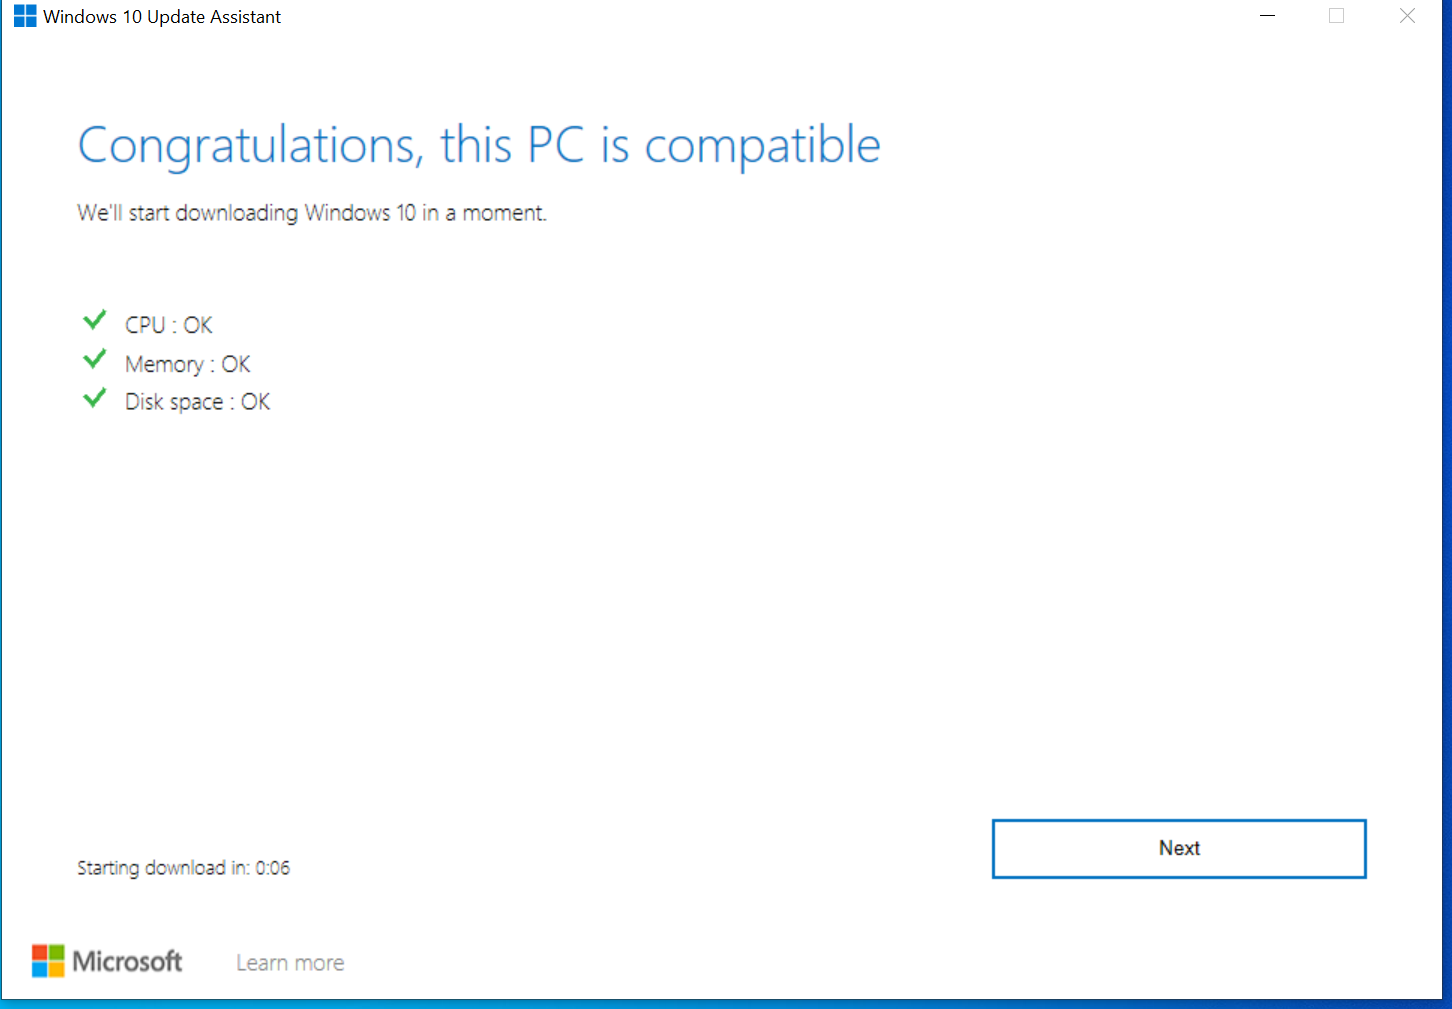 Windows 10 Update Assistant
Congratulations, this PC is compatible
We'll start downloading Windows 10 in a moment.
CPU : OK
Memory : OK
Disk space : OK
Starting download in: 0:06
Next
Microsoft
Learn more